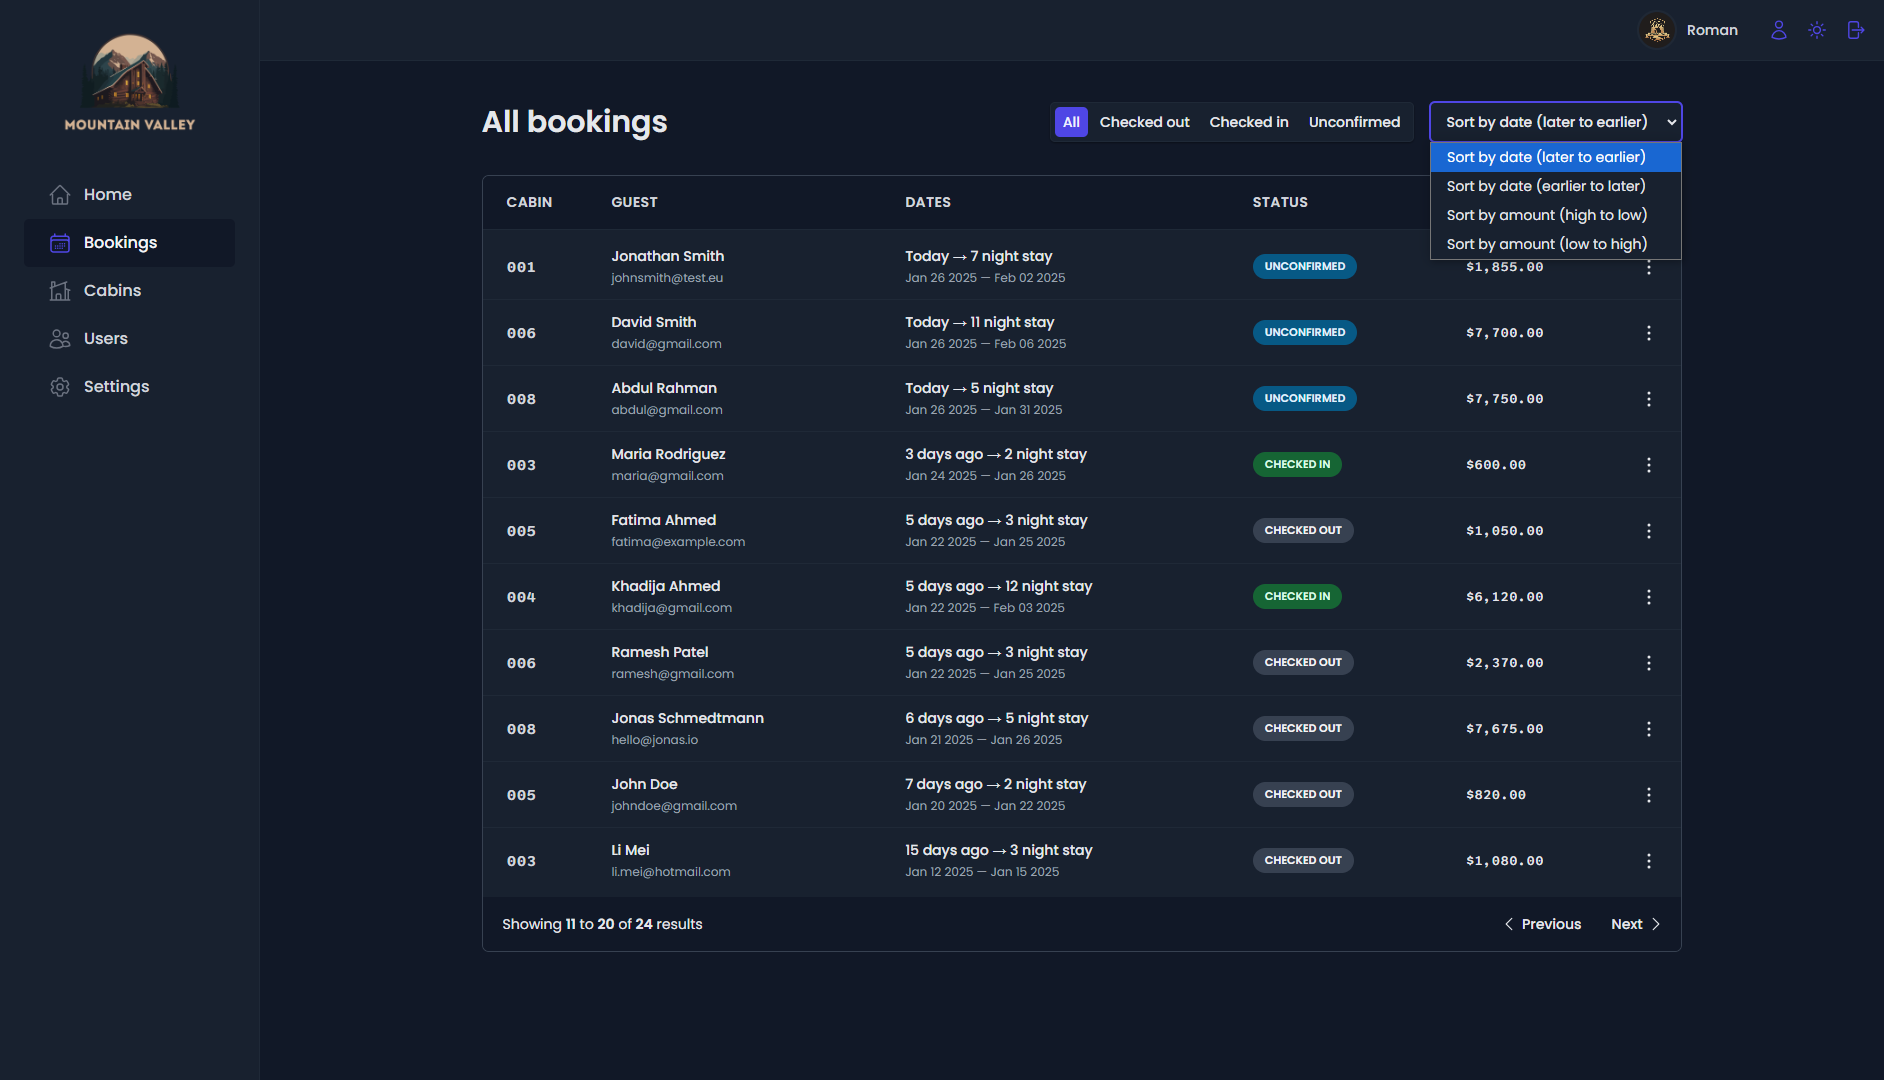 MOUNTAIN VALLEY
Home
Bookings
Cabins
Users
Settings
Roman
All bookings
All Checked out Checked in Unconfirmed
Sort by date (later to earlier)
Sort by date (later to earlier)
Sort by date (earlier to later)
Sort by amount (high to low)
Sort by amount (low to high)
CABIN GUEST DATES STATUS
001 Jonathan Smith Today → 7 night stay UNCONFIRMED $1,855.00
johnsmith@test.eu Jan 26 2025 — Feb 02 2025
006 David Smith Today → 11 night stay UNCONFIRMED $7,700.00
david@gmail.com Jan 26 2025 — Feb 06 2025
008 Abdul Rahman Today → 5 night stay UNCONFIRMED $7,750.00
abdul@gmail.com Jan 26 2025 — Jan 31 2025
003 Maria Rodriguez 3 days ago → 2 night stay CHECKED IN $600.00
maria@gmail.com Jan 24 2025 — Jan 26 2025
005 Fatima Ahmed 5 days ago → 3 night stay CHECKED OUT $1,050.00
fatima@example.com Jan 22 2025 — Jan 25 2025
004 Khadija Ahmed 5 days ago → 12 night stay CHECKED IN $6,120.00
khadija@gmail.com Jan 22 2025 — Feb 03 2025
006 Ramesh Patel 5 days ago → 3 night stay CHECKED OUT $2,370.00
ramesh@gmail.com Jan 22 2025 — Jan 25 2025
008 Jonas Schmedtmann 6 days ago → 5 night stay CHECKED OUT $7,675.00
hello@jonas.io Jan 21 2025 — Jan 26 2025
005 John Doe 7 days ago → 2 night stay CHECKED OUT $820.00
johndoe@gmail.com Jan 20 2025 — Jan 22 2025
003 Li Mei 15 days ago → 3 night stay CHECKED OUT $1,080.00
li.mei@hotmail.com Jan 12 2025 — Jan 15 2025
Showing 11 to 20 of 24 results
Previous Next